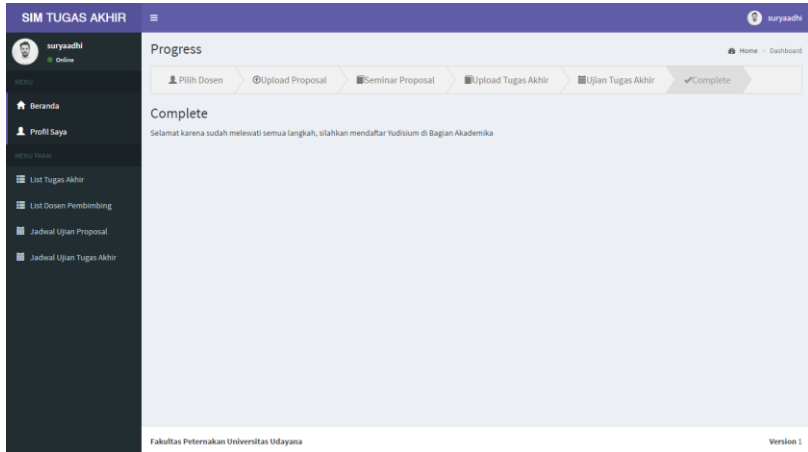 SIM TUGAS AKHIR
suryaadhi
suryaadhi
Online
MENU
Beranda
Profil Saya
MENU PAKAI
List Tugas Akhir
List Dosen Pembimbing
Jadwal Ujian Proposal
Jadwal Ujian Tugas Akhir
Progress
Home > Dashboard
Pilih Dosen
Upload Proposal
Seminar Proposal
Upload Tugas Akhir
Ujian Tugas Akhir
Complete
Complete
Selamat karena sudah melewati semua langkah, silahkan mendaftar Yudisium di Bagian Akademika
Fakultas Peternakan Universitas Udayana
Version 1